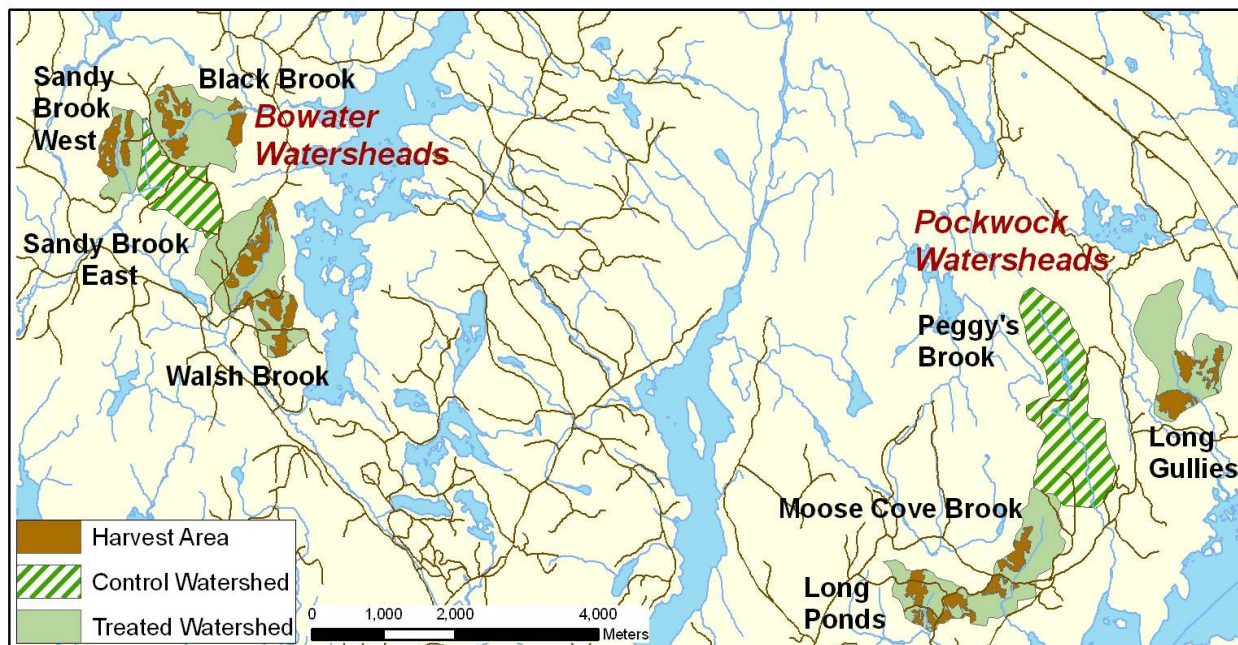 Sandy
Brook
West
Black Brook
Bowater
Watersheads
Sandy Brook
East
Walsh Brook
Pockwock
Watersheads
Peggy's
Brook
Long
Gullies
Moose Cove Brook
Long
Ponds
Harvest Area
Control Watershed
Treated Watershed
0 1,000 2,000 4,000
Meters